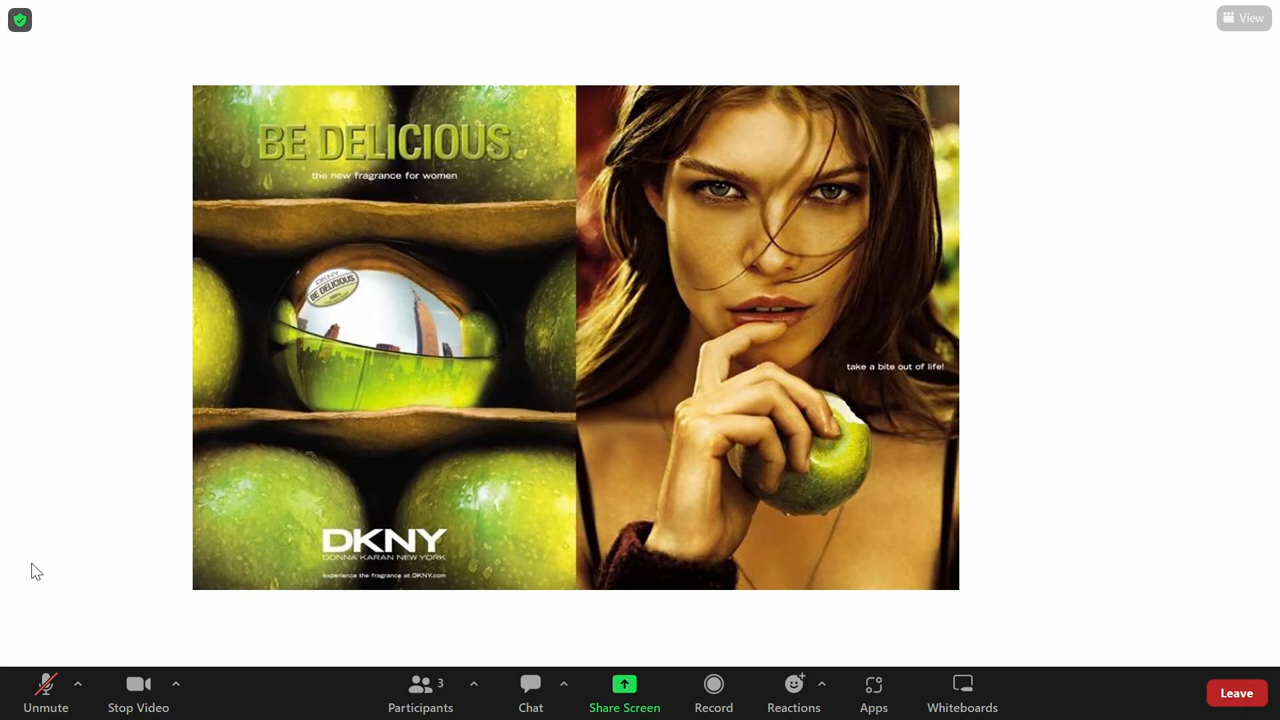 View
BE DELICIOUS
the new fragrance for women
DKNY
BE DELICIOUS
take a bite out of life!
DKNY
DONNA KARAN NEW YORK
experience the fragrance at DKNY.com
3
Unmute
Stop Video
Participants
Chat
Share Screen
Record
Reactions
Apps
Whiteboards
Leave